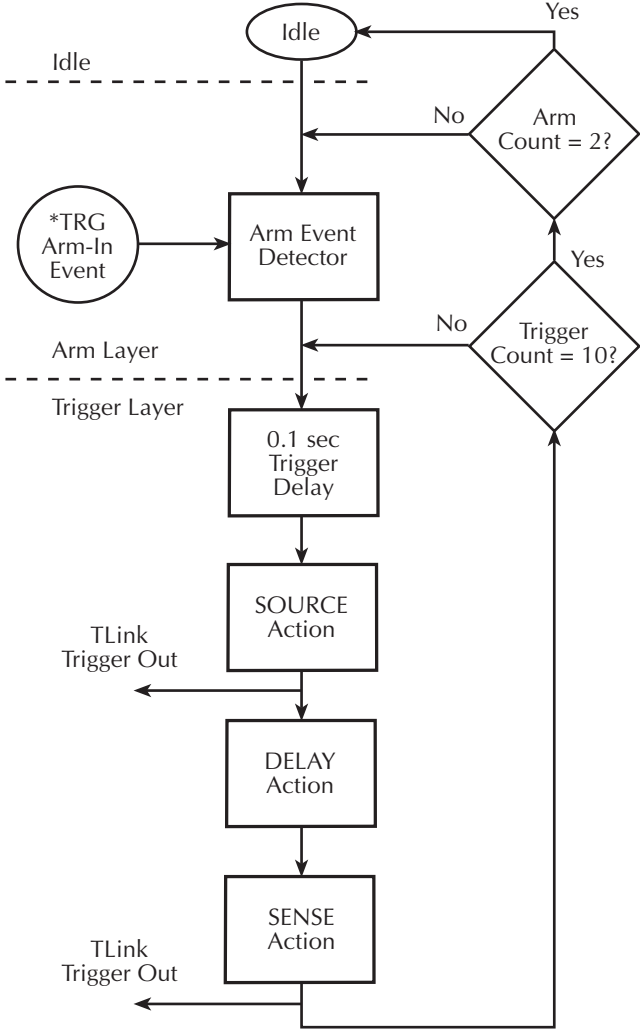 Idle
Yes
Idle
Arm
Count = 2?
No
*TRG
Arm-In
Event
Arm Event
Detector
Yes
No
Trigger
Count = 10?
Arm Layer
Trigger Layer
0.1 sec
Trigger
Delay
SOURCE
Action
TLink
Trigger Out
DELAY
Action
SENSE
Action
TLink
Trigger Out